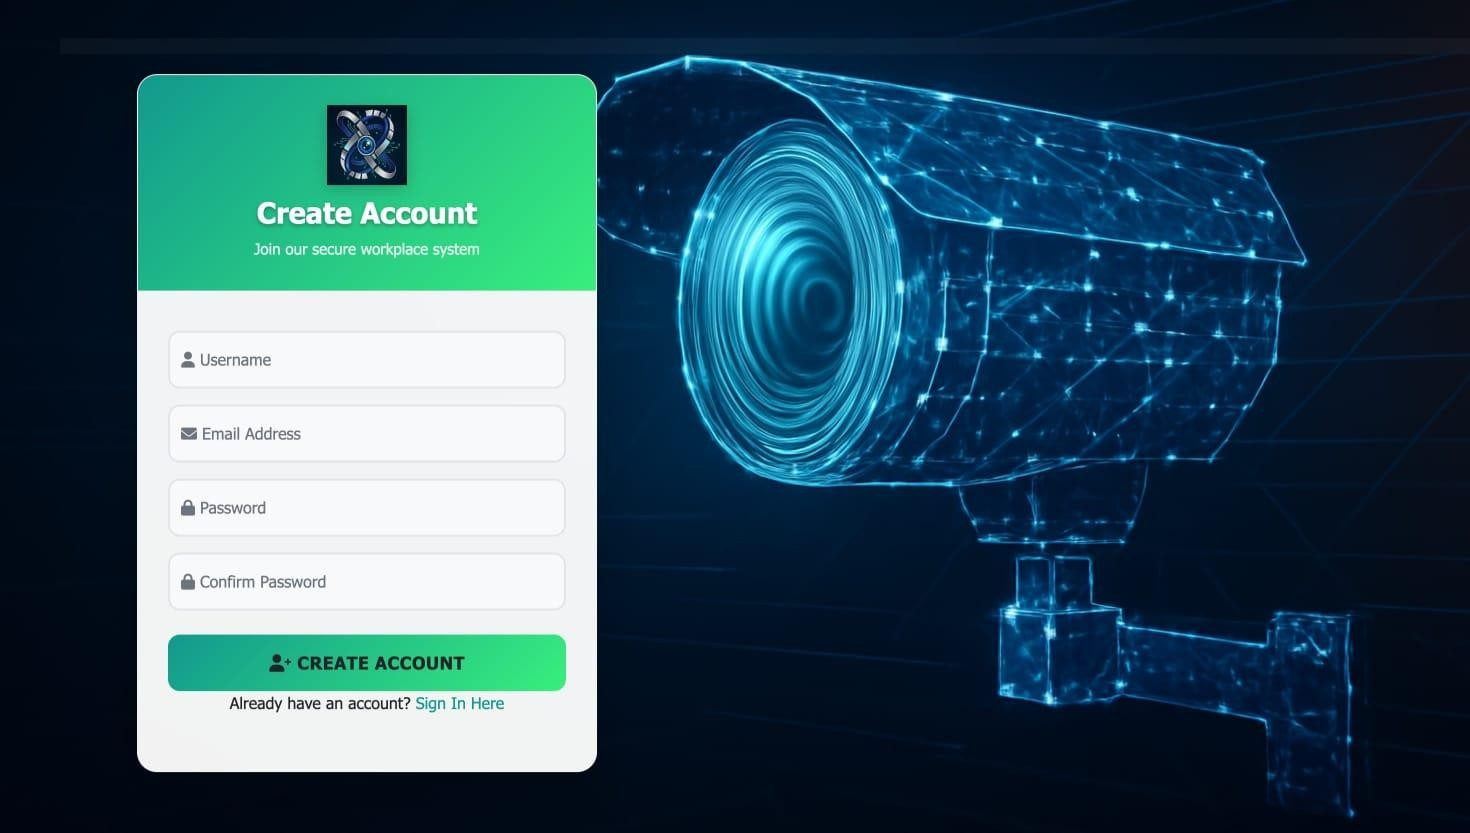 Create Account
Join our secure workplace system
Username
Email Address
Password
Confirm Password
CREATE ACCOUNT
Already have an account? Sign In Here